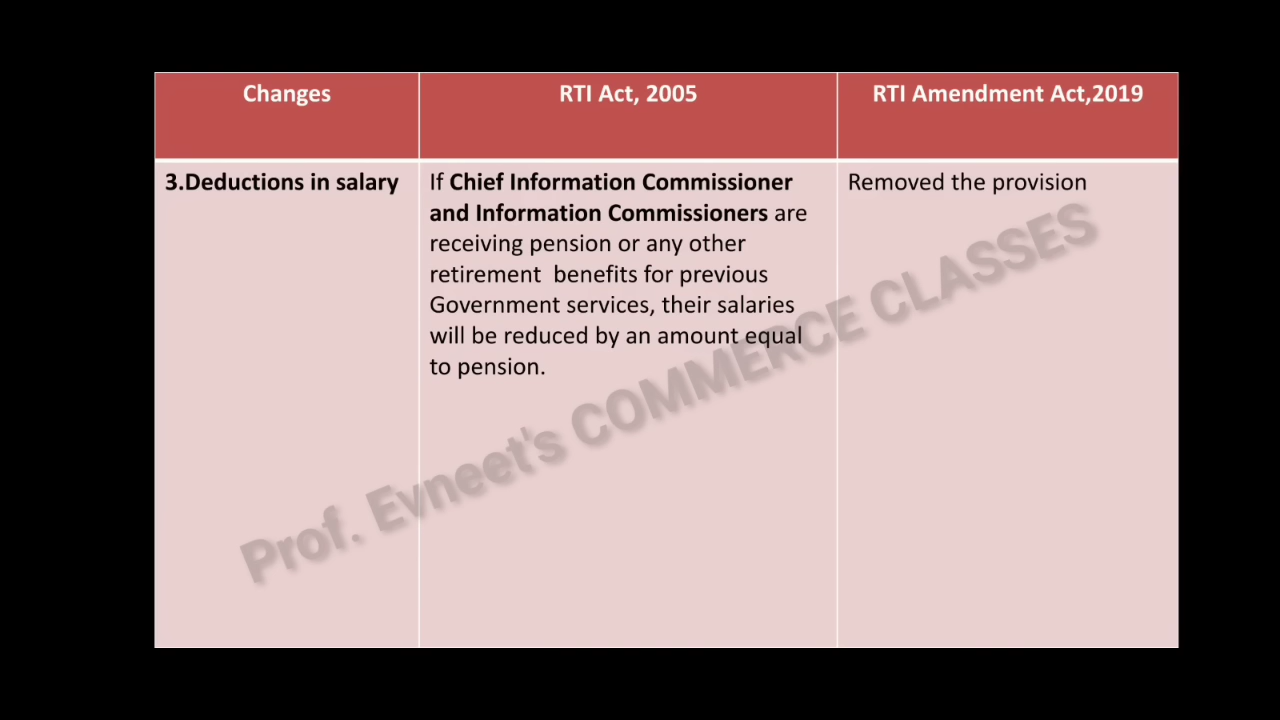 Changes
RTI Act, 2005
RTI Amendment Act,2019
3.Deductions in salary
If Chief Information Commissioner
and Information Commissioners are
receiving pension or any other
retirement  benefits for previous
Government services, their salaries
will be reduced by an amount equal
to pension.
Removed the provision
Prof. Evneet's COMMERCE CLASSES